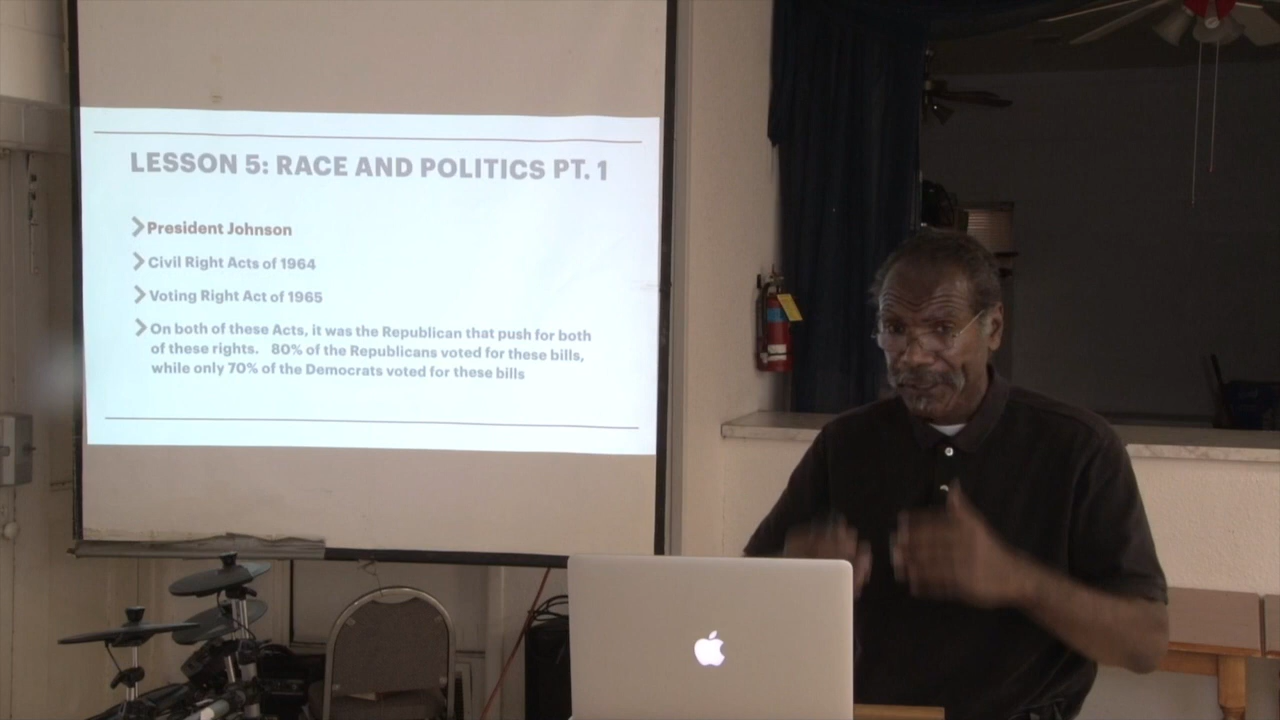 LESSON 5: RACE AND POLITICS PT. 1
President Johnson
Civil Right Acts of 1964
Voting Right Act of 1965
On both of these Acts, it was the Republican that push for both
of these rights. 80% of the Republicans voted for these bills,
while only 70% of the Democrats voted for these bills